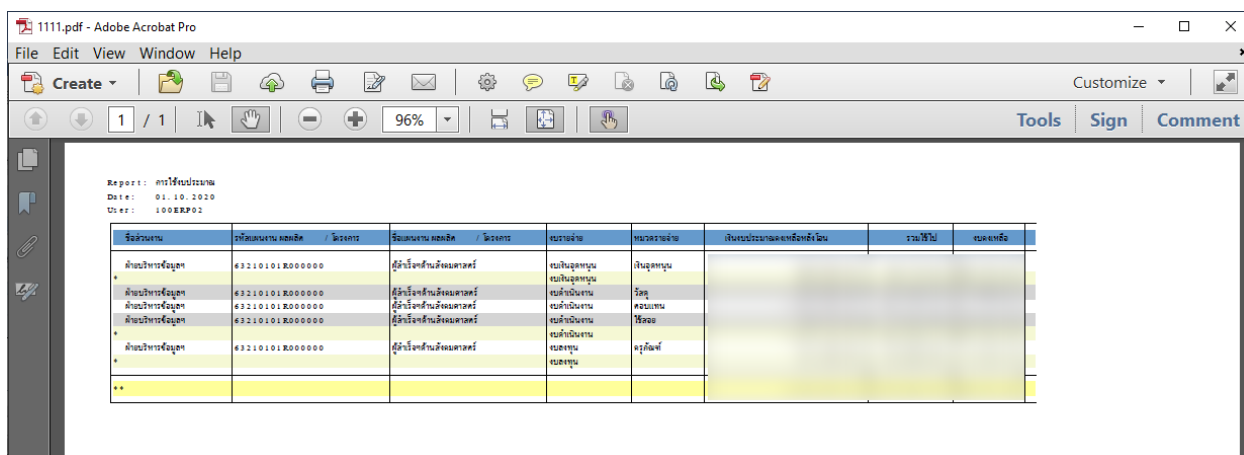 1111.pdf - Adobe Acrobat Pro
File Edit View Window Help
Create Customize
1 / 1 96% Tools Sign Comment
Report: การใช้งบประมาณ
Date: 01.10.2020
User: 100ERP02
ชื่อส่วนงาน รหัสแผนงาน ผลผลิต / โครงการ ชื่อแผนงาน ผลผลิต / โครงการ งบรายจ่าย หมวดรายจ่าย เงินงบประมาณคงเหลือหลังโอน รวมใช้ไป งบคงเหลือ
ฝ่ายบริหารข้อมูลฯ 63210101R000000 ผู้สำเร็จฯด้านสังคมศาสตร์ งบเงินอุดหนุน เงินอุดหนุน
* งบเงินอุดหนุน
ฝ่ายบริหารข้อมูลฯ 63210101R000000 ผู้สำเร็จฯด้านสังคมศาสตร์ งบดำเนินงาน วัสดุ
ฝ่ายบริหารข้อมูลฯ 63210101R000000 ผู้สำเร็จฯด้านสังคมศาสตร์ งบดำเนินงาน ตอบแทน
ฝ่ายบริหารข้อมูลฯ 63210101R000000 ผู้สำเร็จฯด้านสังคมศาสตร์ งบดำเนินงาน ใช้สอย
* งบดำเนินงาน
ฝ่ายบริหารข้อมูลฯ 63210101R000000 ผู้สำเร็จฯด้านสังคมศาสตร์ งบลงทุน ครุภัณฑ์
* งบลงทุน
**